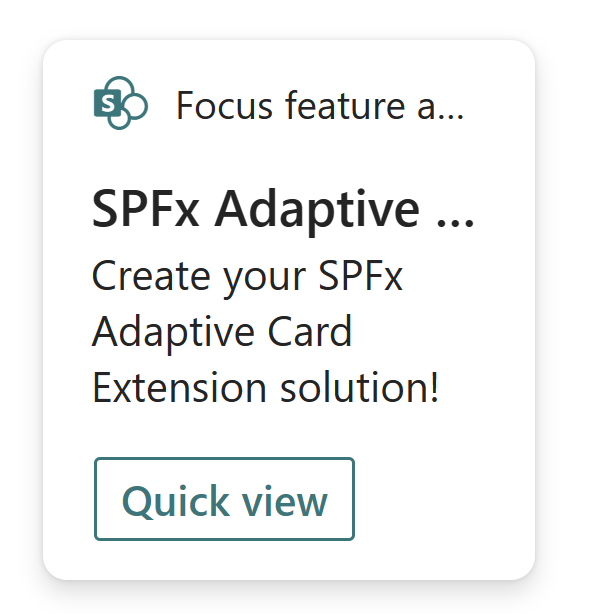 S
Focus feature a...
SPFx Adaptive ...
Create your SPFx
Adaptive Card
Extension solution!
Quick view